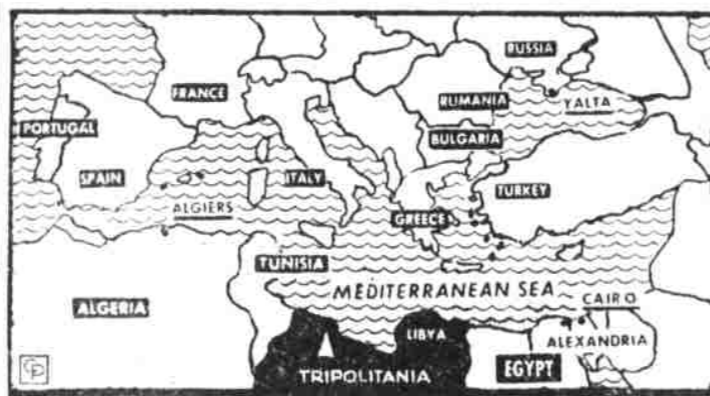 RUSSIA
FRANCE
RUMANIA
YALTA
PORTUGAL
BULGARIA
SPAIN
ITALY
TURKEY
ALGIERS
GREECE
TUNISIA
MEDITERRANEAN SEA
CAIRO
ALGERIA
LIBYA
ALEXANDRIA
EGYPT
TRIPOLITANIA
CP